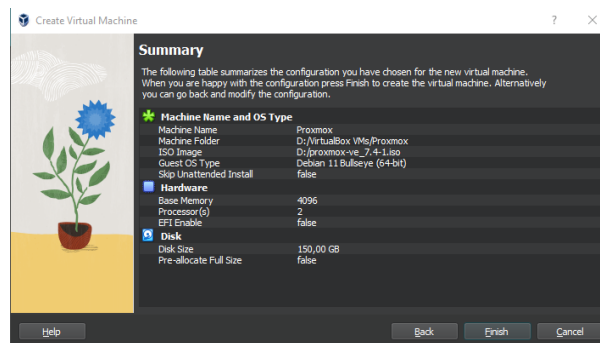 Create Virtual Machine
Summary
The following table summarizes the configuration you have chosen for the new virtual machine.
When you are happy with the configuration press Finish to create the virtual machine. Alternatively
you can go back and modify the configuration.
Machine Name and OS Type
Machine Name Proxmox
Machine Folder D:/VirtualBox VMs/Proxmox
ISO Image D:/proxmox-ve_7.4-1.iso
Guest OS Type Debian 11 Bullseye (64-bit)
Skip Unattended Install false
Hardware
Base Memory 4096
Processor(s) 2
EFI Enable false
Disk
Disk Size 150,00 GB
Pre-allocate Full Size false
Help Back Finish Cancel